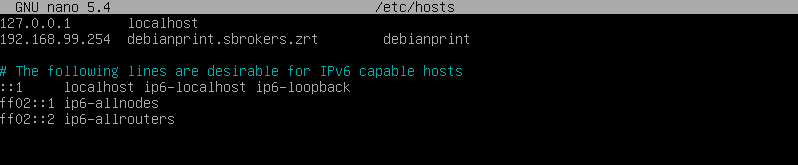 GNU nano 5.4 /etc/hosts
127.0.0.1 localhost
192.168.99.254 debianprint.sbrokers.zrt debianprint
# The following lines are desirable for IPv6 capable hosts
::1 localhost ip6-localhost ip6-loopback
ff02::1 ip6-allnodes
ff02::2 ip6-allrouters